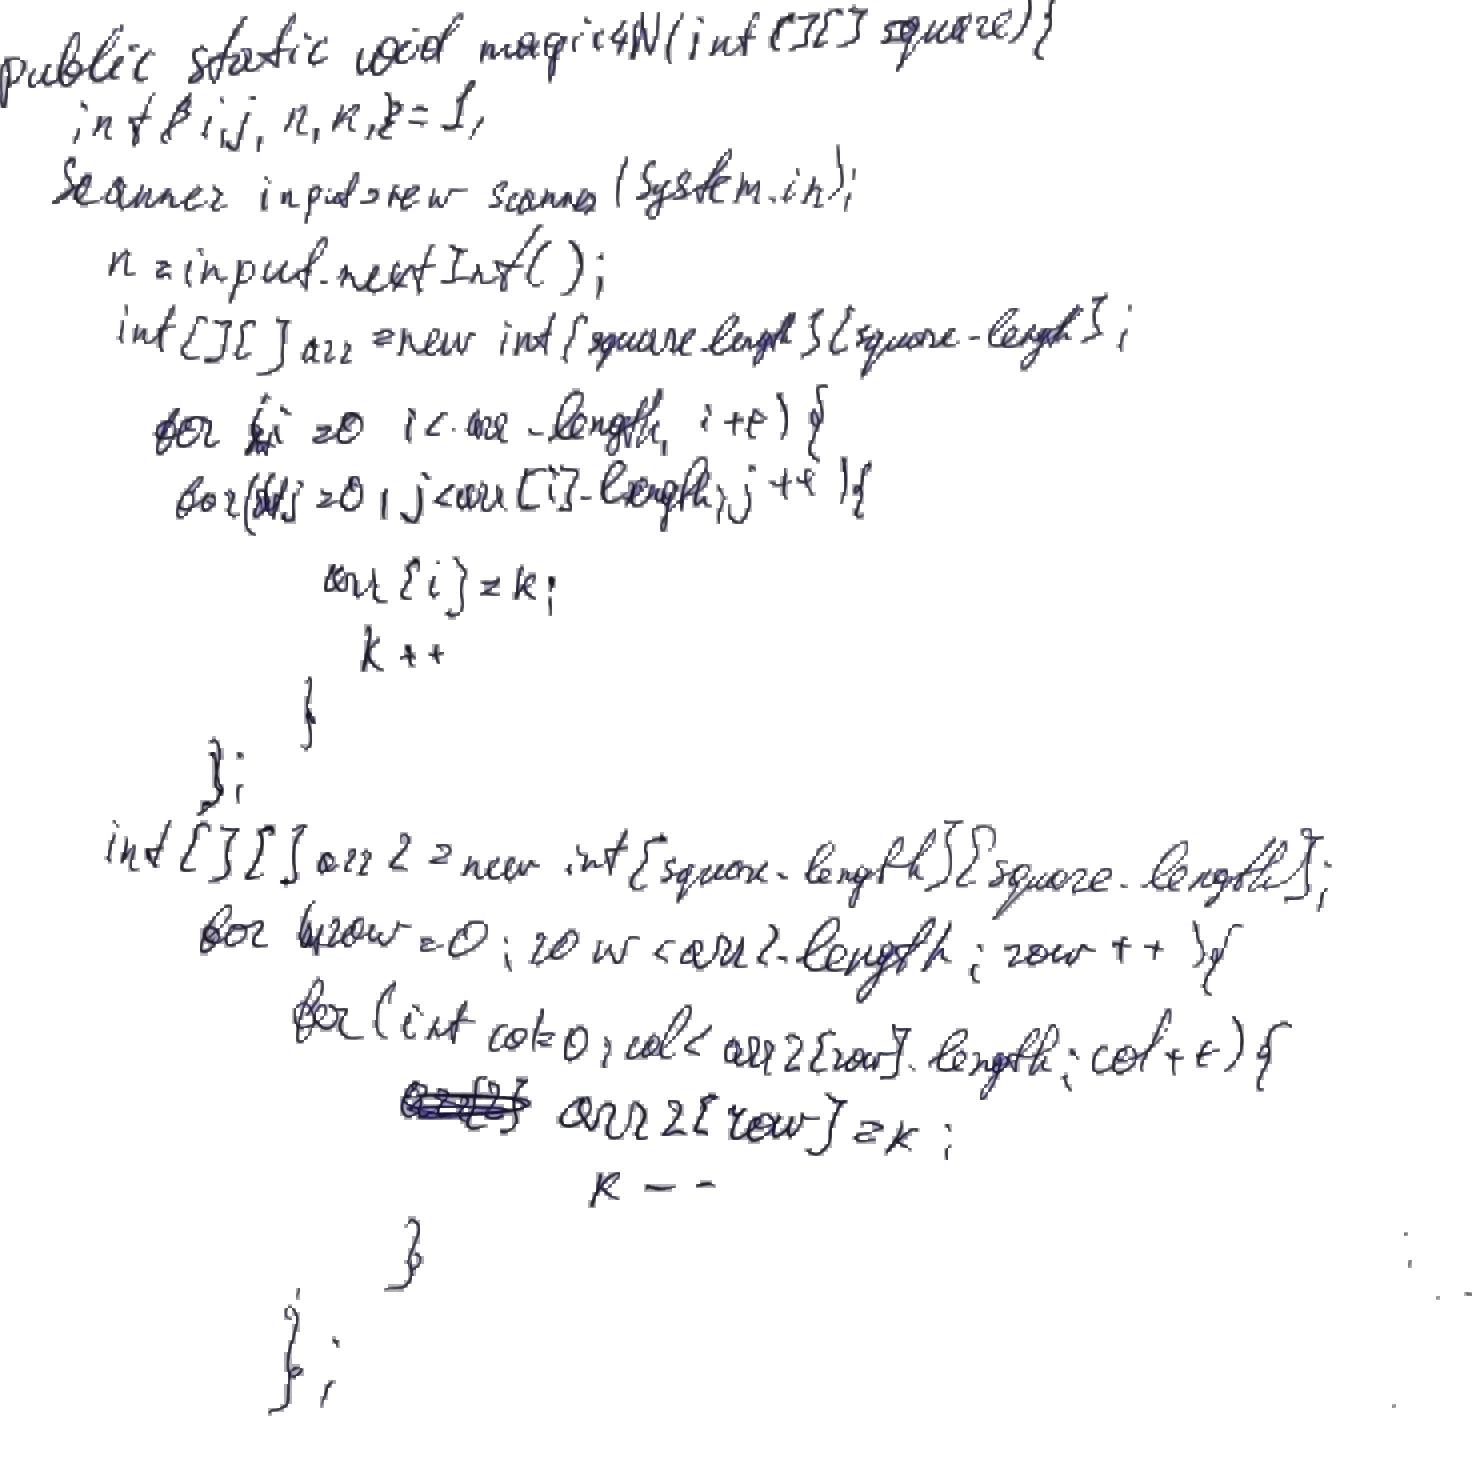 public static void magic4N(int[][] square){
int i,j, n, k, z=1,
Scanner input=new scanner(System.in);
n =input.nextInt();
int[][] arr =new int[square.length][square.length];
for (i =0 i<.arr.length, i++){
for(j =0, j<arr[i].length;j++){
arr[i]=k;
k++
}
};
int[][] arr2 =new int[square.length][square.length];
for (row=0; row<arr2.length; row++){
for(int col=0;col<arr2[row].length;col++){
arr2[row]=k;
k--
}
};